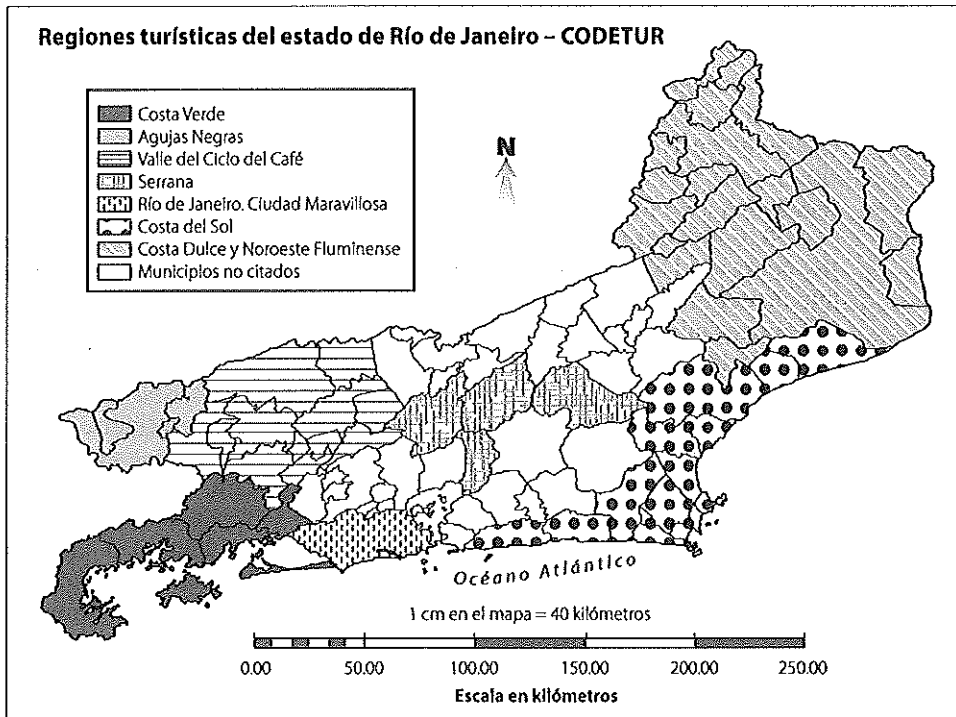 Regiones turísticas del estado de Río de Janeiro – CODETUR
Costa Verde
Agujas Negras
Valle del Ciclo del Café
Serrana
Río de Janeiro. Ciudad Maravillosa
Costa del Sol
Costa Dulce y Noroeste Fluminense
Municipios no citados
N
Océano Atlántico
1 cm en el mapa = 40 kilómetros
0.00 50.00 100.00 150.00 200.00 250.00
Escala en kilómetros